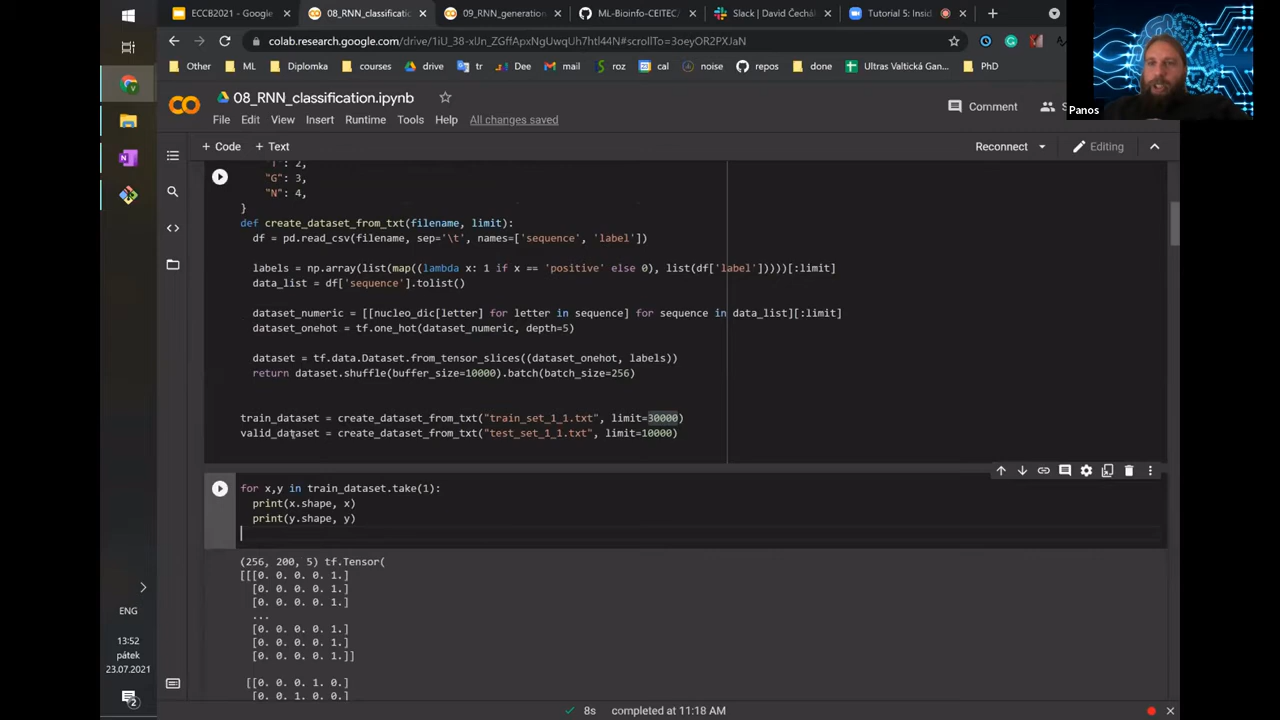 ECCB2021 - Google
08_RNN_classificatic
09_RNN_generation
ML-Bioinfo-CEITEC/
Slack | David Čechá
Tutorial 5: Insid
colab.research.google.com/drive/1iU_38-xUn_ZGffApxNgUwqUh7htl44N#scrollTo=3oeyOR2PXJaN
Other
ML
Diplomka
courses
drive
tr
Dee
mail
roz
cal
noise
repos
done
Ultras Valtická Gan...
PhD
Panos
08_RNN_classification.ipynb
Comment
File Edit View Insert Runtime Tools Help All changes saved
+ Code + Text
Reconnect
Editing
"T": 2,
"G": 3,
"N": 4,
}
def create_dataset_from_txt(filename, limit):
df = pd.read_csv(filename, sep='\t', names=['sequence', 'label'])
labels = np.array(list(map((lambda x: 1 if x == 'positive' else 0), list(df['label']))))[:limit]
data_list = df['sequence'].tolist()
dataset_numeric = [[nucleo_dic[letter] for letter in sequence] for sequence in data_list][:limit]
dataset_onehot = tf.one_hot(dataset_numeric, depth=5)
dataset = tf.data.Dataset.from_tensor_slices((dataset_onehot, labels))
return dataset.shuffle(buffer_size=10000).batch(batch_size=256)
train_dataset = create_dataset_from_txt("train_set_1_1.txt", limit=30000)
valid_dataset = create_dataset_from_txt("test_set_1_1.txt", limit=10000)
for x,y in train_dataset.take(1):
print(x.shape, x)
print(y.shape, y)
(256, 200, 5) tf.Tensor(
[[[0. 0. 0. 0. 1.]
[0. 0. 0. 0. 1.]
[0. 0. 0. 0. 1.]
...
[0. 0. 0. 0. 1.]
[0. 0. 0. 0. 1.]
[0. 0. 0. 0. 1.]]
[[0. 0. 0. 1. 0.]
[0. 0. 1. 0. 0.]
ENG
13:52
pátek
23.07.2021
2
8s completed at 11:18 AM